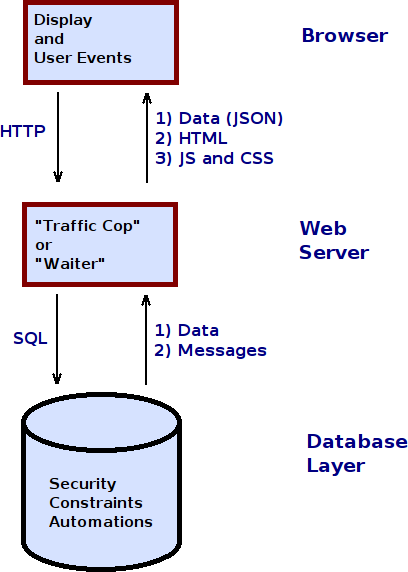 Display
and
User Events
Browser
HTTP
1) Data (JSON)
2) HTML
3) JS and CSS
"Traffic Cop"
or
"Waiter"
Web
Server
SQL
1) Data
2) Messages
Database
Layer
Security
Constraints
Automations